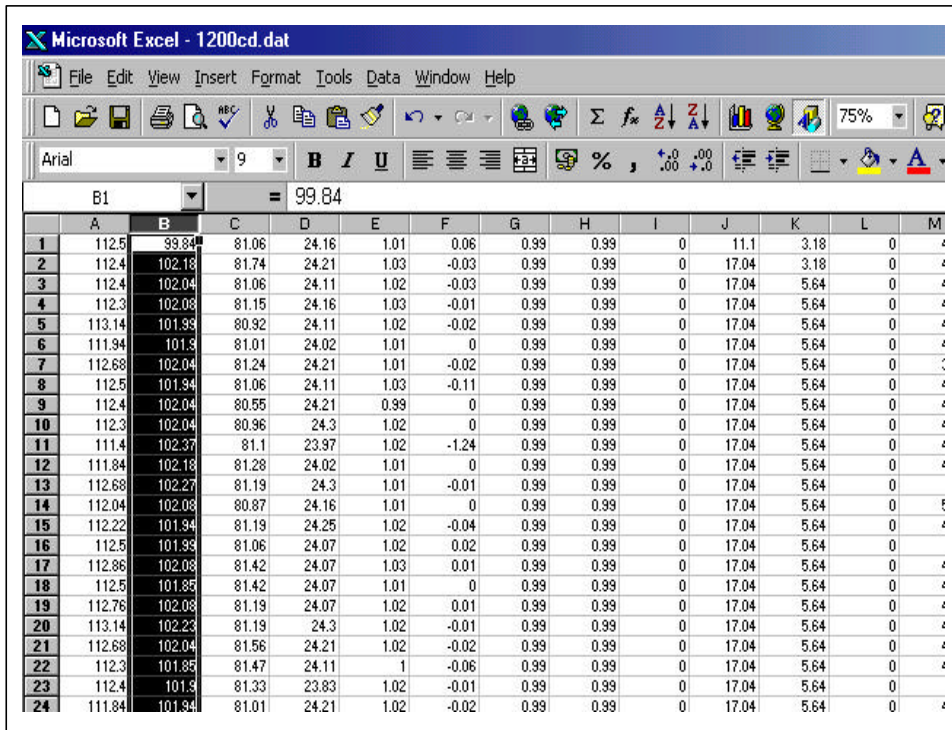 Microsoft Excel - 1200cd.dat
File Edit View Insert Format Tools Data Window Help
ABC Σ fx A Z Z A 75%
Arial 9 B I U % , .0 .00 .00 .0 A
B1 = 99.84
A B C D E F G H I J K L M
1 112.5 99.84 81.06 24.16 1.01 0.06 0.99 0.99 0 11.1 3.18 0
2 112.4 102.18 81.74 24.21 1.03 -0.03 0.99 0.99 0 17.04 3.18 0
3 112.4 102.04 81.06 24.11 1.02 -0.03 0.99 0.99 0 17.04 5.64 0
4 112.3 102.08 81.15 24.16 1.03 -0.01 0.99 0.99 0 17.04 5.64 0
5 113.14 101.99 80.92 24.11 1.02 -0.02 0.99 0.99 0 17.04 5.64 0
6 111.94 101.9 81.01 24.02 1.01 0 0.99 0.99 0 17.04 5.64 0
7 112.68 102.04 81.24 24.21 1.01 -0.02 0.99 0.99 0 17.04 5.64 0
8 112.5 101.94 81.06 24.11 1.03 -0.11 0.99 0.99 0 17.04 5.64 0
9 112.4 102.04 80.55 24.21 0.99 0 0.99 0.99 0 17.04 5.64 0
10 112.3 102.04 80.96 24.3 1.02 0 0.99 0.99 0 17.04 5.64 0
11 111.4 102.37 81.1 23.97 1.02 -1.24 0.99 0.99 0 17.04 5.64 0
12 111.84 102.18 81.28 24.02 1.01 0 0.99 0.99 0 17.04 5.64 0
13 112.68 102.27 81.19 24.3 1.01 -0.01 0.99 0.99 0 17.04 5.64 0
14 112.04 102.08 80.87 24.16 1.01 0 0.99 0.99 0 17.04 5.64 0
15 112.22 101.94 81.19 24.25 1.02 -0.04 0.99 0.99 0 17.04 5.64 0
16 112.5 101.99 81.06 24.07 1.02 0.02 0.99 0.99 0 17.04 5.64 0
17 112.86 102.08 81.42 24.07 1.03 0.01 0.99 0.99 0 17.04 5.64 0
18 112.5 101.85 81.42 24.07 1.01 0 0.99 0.99 0 17.04 5.64 0
19 112.76 102.08 81.19 24.07 1.02 0.01 0.99 0.99 0 17.04 5.64 0
20 113.14 102.23 81.19 24.3 1.02 -0.01 0.99 0.99 0 17.04 5.64 0
21 112.68 102.04 81.56 24.21 1.02 -0.02 0.99 0.99 0 17.04 5.64 0
22 112.3 101.85 81.47 24.11 1 -0.06 0.99 0.99 0 17.04 5.64 0
23 112.4 101.9 81.33 23.83 1.02 -0.01 0.99 0.99 0 17.04 5.64 0
24 111.84 101.94 81.01 24.21 1.02 -0.02 0.99 0.99 0 17.04 5.64 0